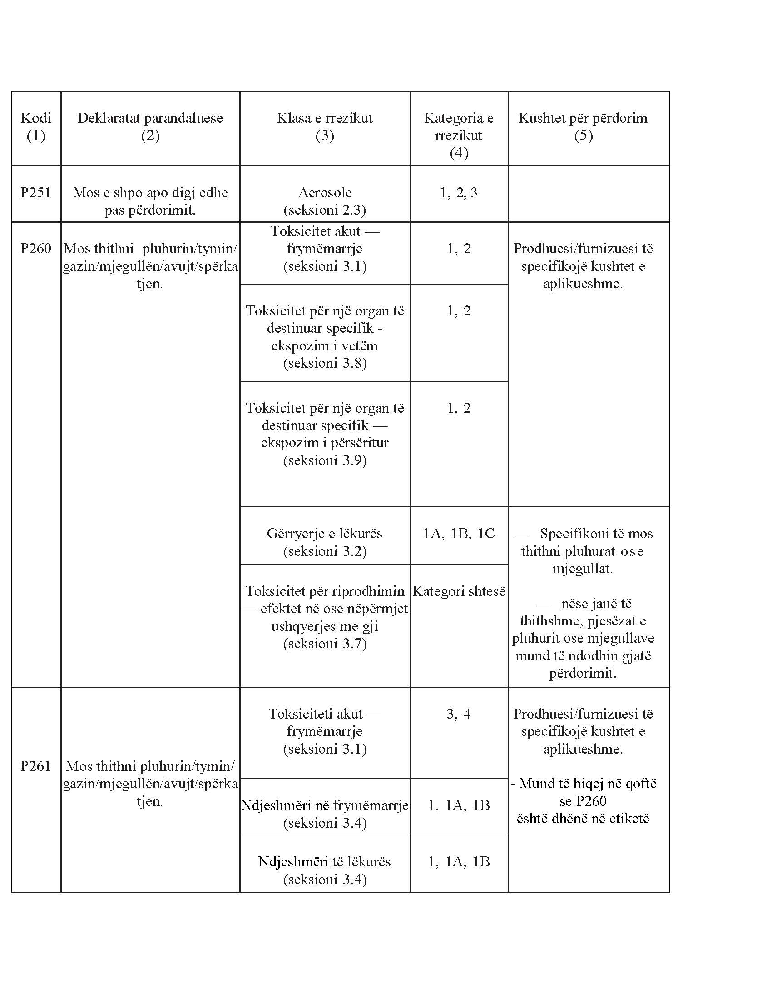 Kodi
(1)
Deklaratat parandaluese
(2)
Klasa e rrezikut
(3)
Kategoria e
rrezikut
(4)
Kushtet për përdorim
(5)
P251
Mos e shpo apo digj edhe
pas përdorimit.
Aerosole
(seksioni 2.3)
1, 2, 3
P260
Mos thithni pluhurin/tymin/
gazin/mjegullën/avujt/spërka
tjen.
Toksicitet akut —
frymëmarrje
(seksioni 3.1)
1, 2
Prodhuesi/furnizuesi të
specifikojë kushtet e
aplikueshme.
Toksicitet për një organ të
destinuar specifik -
ekspozim i vetëm
(seksioni 3.8)
1, 2
Toksicitet për një organ të
destinuar specifik —
ekspozim i përsëritur
(seksioni 3.9)
1, 2
Gërryerje e lëkurës
(seksioni 3.2)
1A, 1B, 1C
— Specifikoni të mos
thithni pluhurat ose
mjegullat.
— nëse janë të
thithshme, pjesëzat e
pluhurit ose mjegullave
mund të ndodhin gjatë
përdorimit.
Toksicitet për riprodhimin
— efektet në ose nëpërmjet
ushqyerjes me gji
(seksioni 3.7)
Kategori shtesë
P261
Mos thithni pluhurin/tymin/
gazin/mjegullën/avujt/spërka
tjen.
Toksiciteti akut —
frymëmarrje
(seksioni 3.1)
3, 4
Prodhuesi/furnizuesi të
specifikojë kushtet e
aplikueshme.
- Mund të hiqej në qoftë
se P260
është dhënë në etiketë
Ndjeshmëri në frymëmarrje
(seksioni 3.4)
1, 1A, 1B
Ndjeshmëri të lëkurës
(seksioni 3.4)
1, 1A, 1B